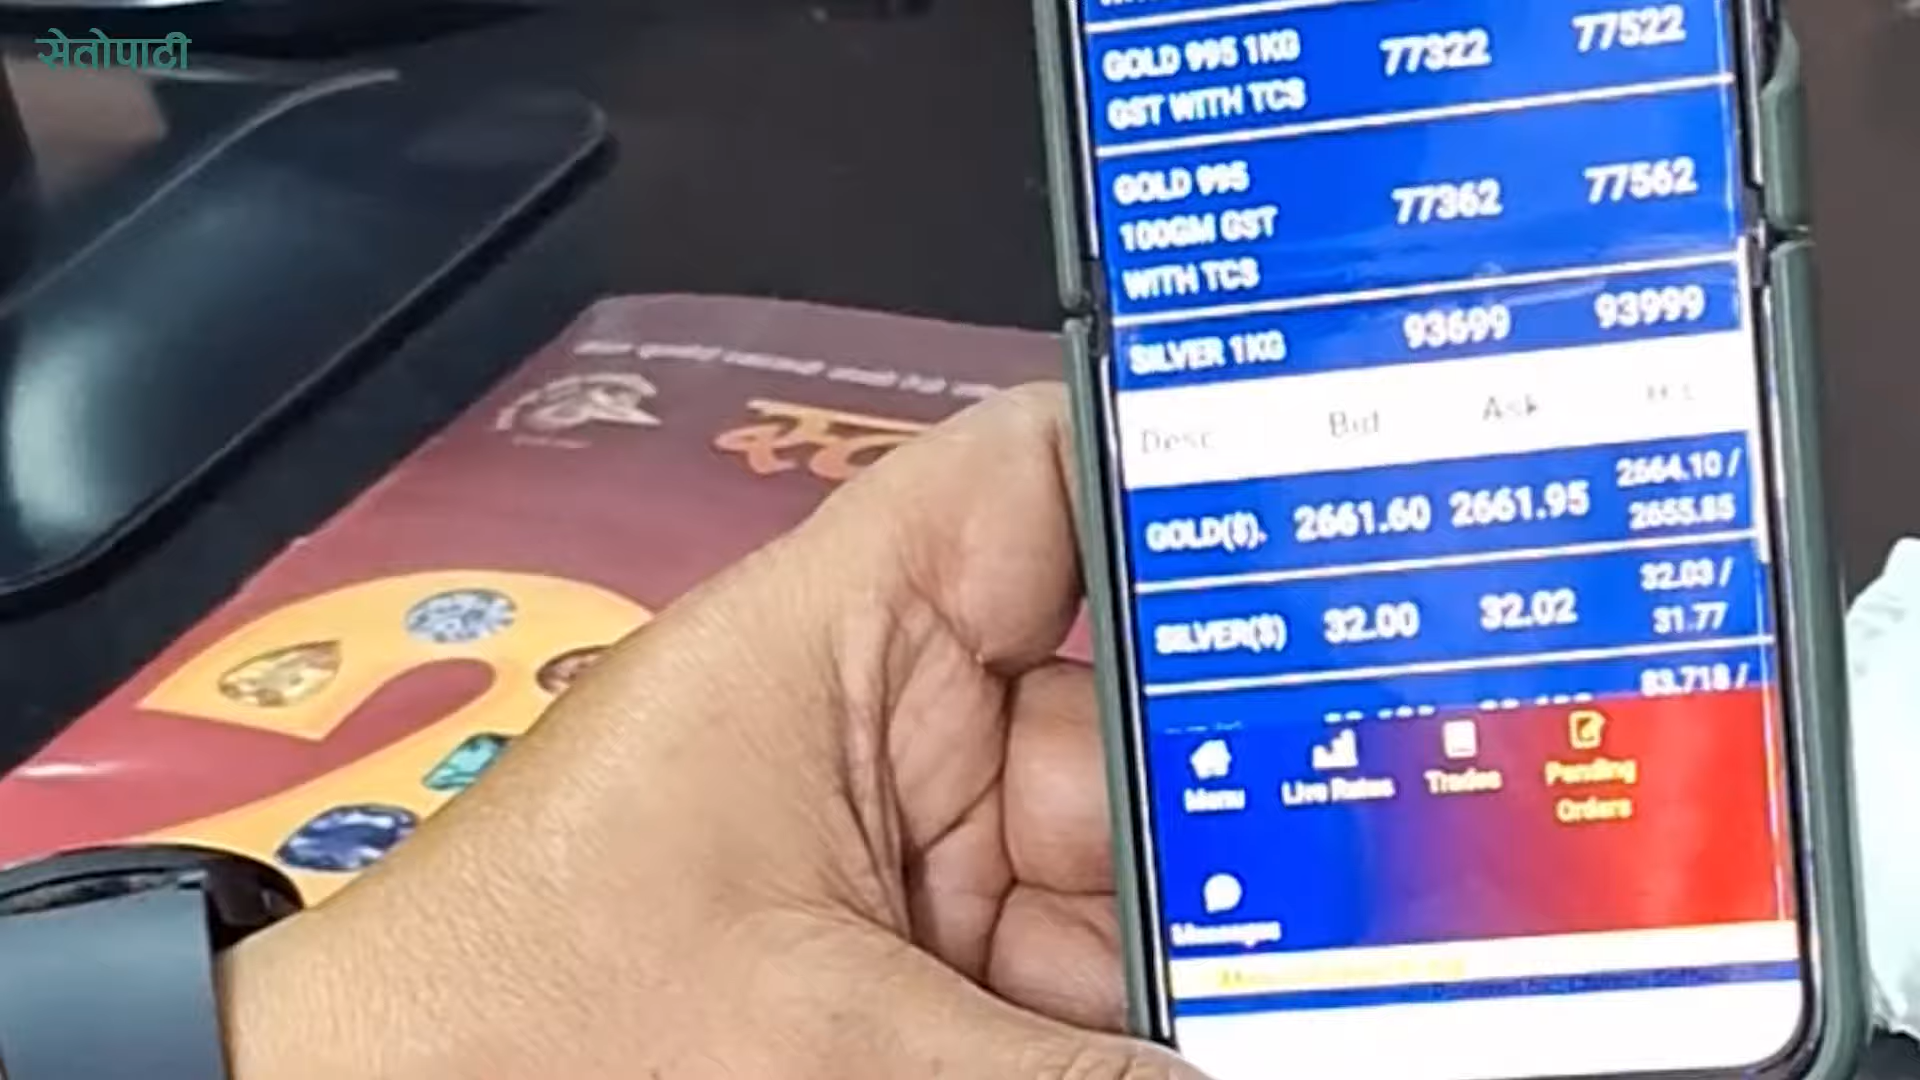 सेतोपाटी
GOLD 995 1KG 77322 77522
GST WITH TCS
GOLD 995
100GM GST 77362 77562
WITH TCS
SILVER 1KG 93699 93999
Desc Bid Ask H/L
GOLD($). 2661.60 2661.95 2664.10 /
2655.85
SILVER($) 32.00 32.02 32.03 /
31.77
83.718 /
Menu Live Rates Trades Pending
Orders
Messages